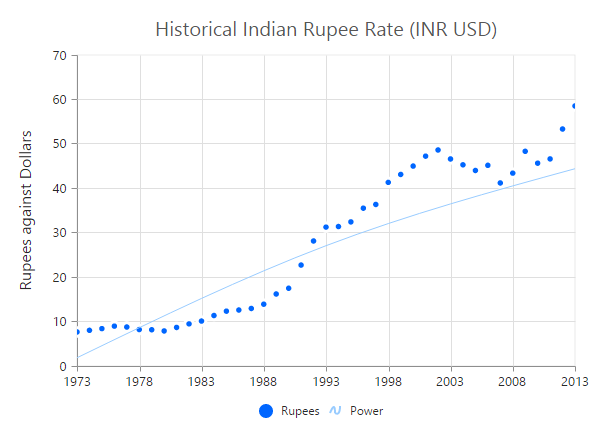 Historical Indian Rupee Rate (INR USD)
Rupees against Dollars
70
60
50
40
30
20
10
0
1973 1978 1983 1988 1993 1998 2003 2008 2013
Rupees Power